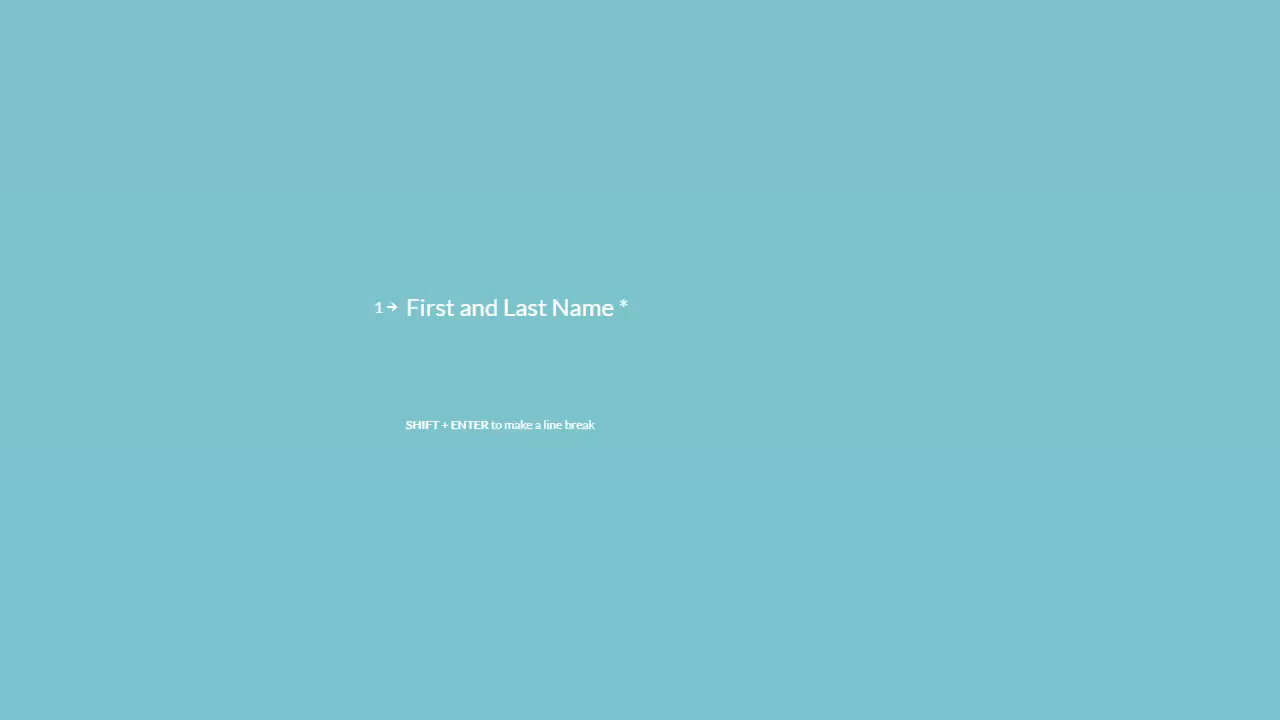 1 → First and Last Name *
SHIFT + ENTER to make a line break